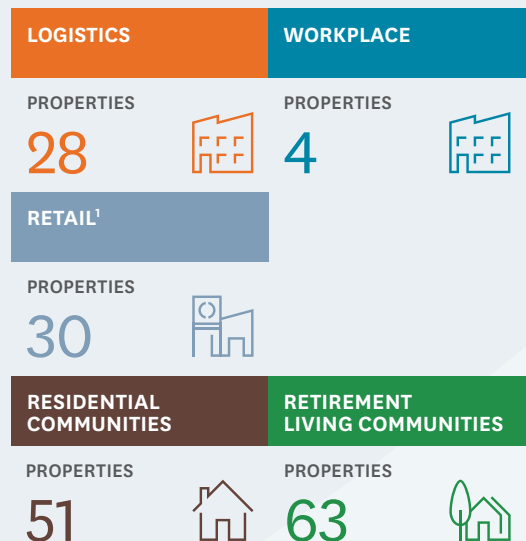 LOGISTICS
PROPERTIES
28
WORKPLACE
PROPERTIES
4
RETAIL¹
PROPERTIES
30
RESIDENTIAL
COMMUNITIES
PROPERTIES
51
RETIREMENT
LIVING COMMUNITIES
PROPERTIES
63